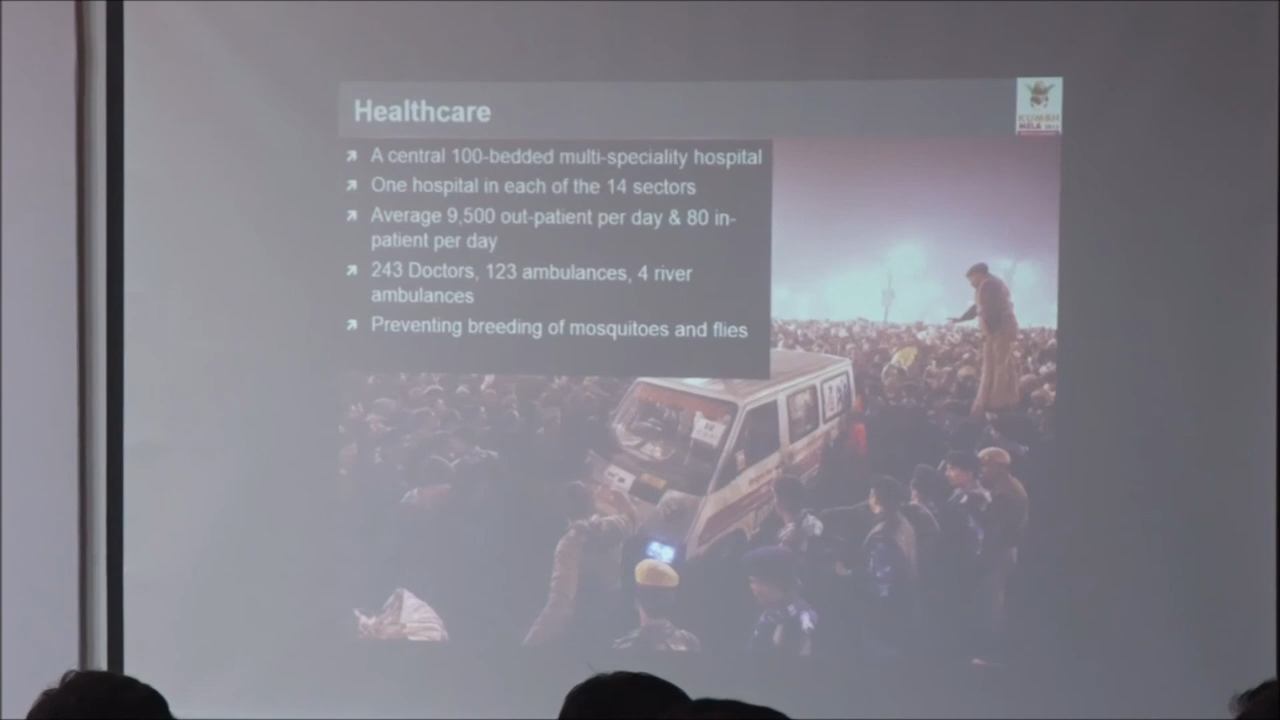 Healthcare
KUMBH
MELA
A central 100-bedded multi-speciality hospital
One hospital in each of the 14 sectors
Average 9,500 out-patient per day & 80 in-
patient per day
243 Doctors, 123 ambulances, 4 river
ambulances
Preventing breeding of mosquitoes and flies